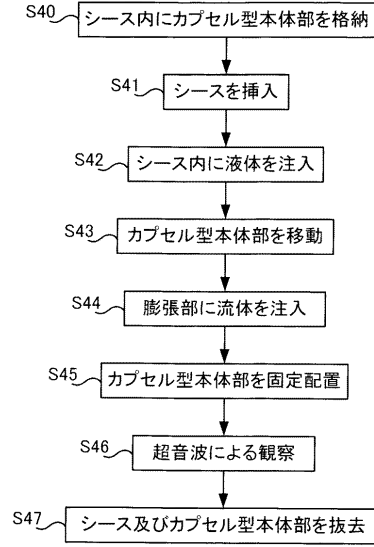 S40 シース内にカプセル型本体部を格納
S41 シースを挿入
S42 シース内に液体を注入
S43 カプセル型本体部を移動
S44 膨張部に流体を注入
S45 カプセル型本体部を固定配置
S46 超音波による観察
S47 シース及びカプセル型本体部を抜去